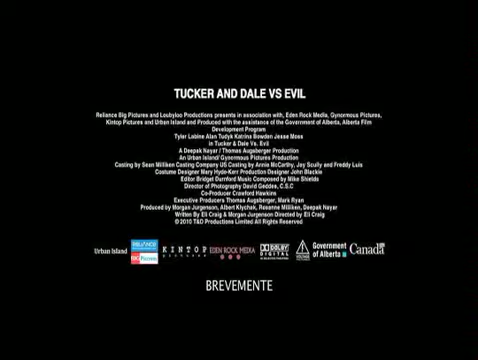 TUCKER AND DALE VS EVIL
Reliance Big Pictures and Loubyloo Productions presents in association with, Eden Rock Media, Gynormous Pictures,
Kintop Pictures and Urban Island and Produced with the assistance of the Government of Alberta, Alberta Film
Development Program
Tyler Labine Alan Tudyk Katrina Bowden Jesse Moss
in Tucker & Dale Vs. Evil
A Deepak Nayar / Thomas Augsberger Production
An Urban Island/ Gynormous Pictures Production
Casting by Sean Milliken Casting Company US Casting by Annie McCarthy, Jay Scully and Freddy Luis
Costume Designer Mary Hyde-Kerr Production Designer John Blackie
Editor Bridget Durnford Music Composed by Mike Shields
Director of Photography David Geddes, C.S.C
Co-Producer Crawford Hawkins
Executive Producers Thomas Augsberger, Mark Ryan
Produced by Morgan Jurgenson, Albert Klychak, Rosanne Milliken, Deepak Nayar
Written By Eli Craig & Morgan Jurgenson Directed By Eli Craig
© 2010 T&D Productions Limited All Rights Reserved
Urban Island
RELIANCE
BIG Pictures
KINTOP
pictures
EDEN ROCK MEDIA
DOLBY
DIGITAL
Government
of Alberta
Canada
BREVEMENTE